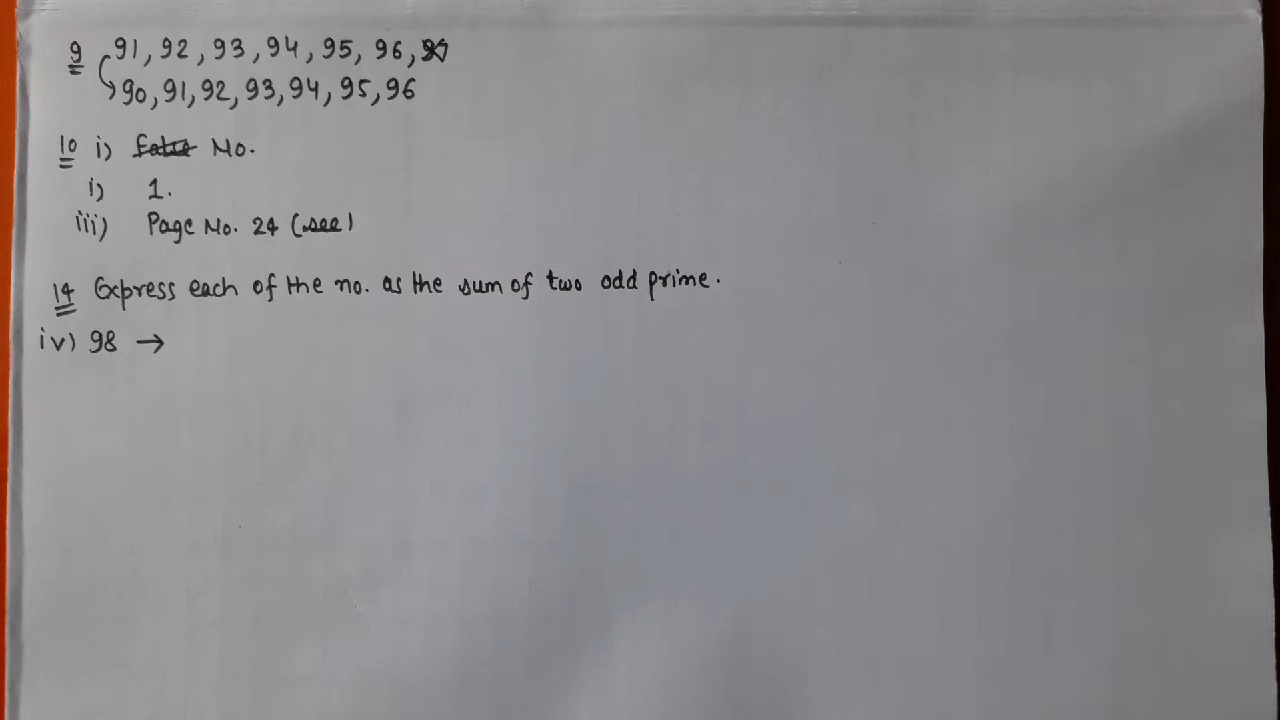 9 91, 92, 93, 94, 95, 96, 97
90, 91, 92, 93, 94, 95, 96
10 i) False No.
i) 1.
iii) Page No. 24 (see)
14 Express each of the no. as the sum of two odd prime.
iv) 98 →